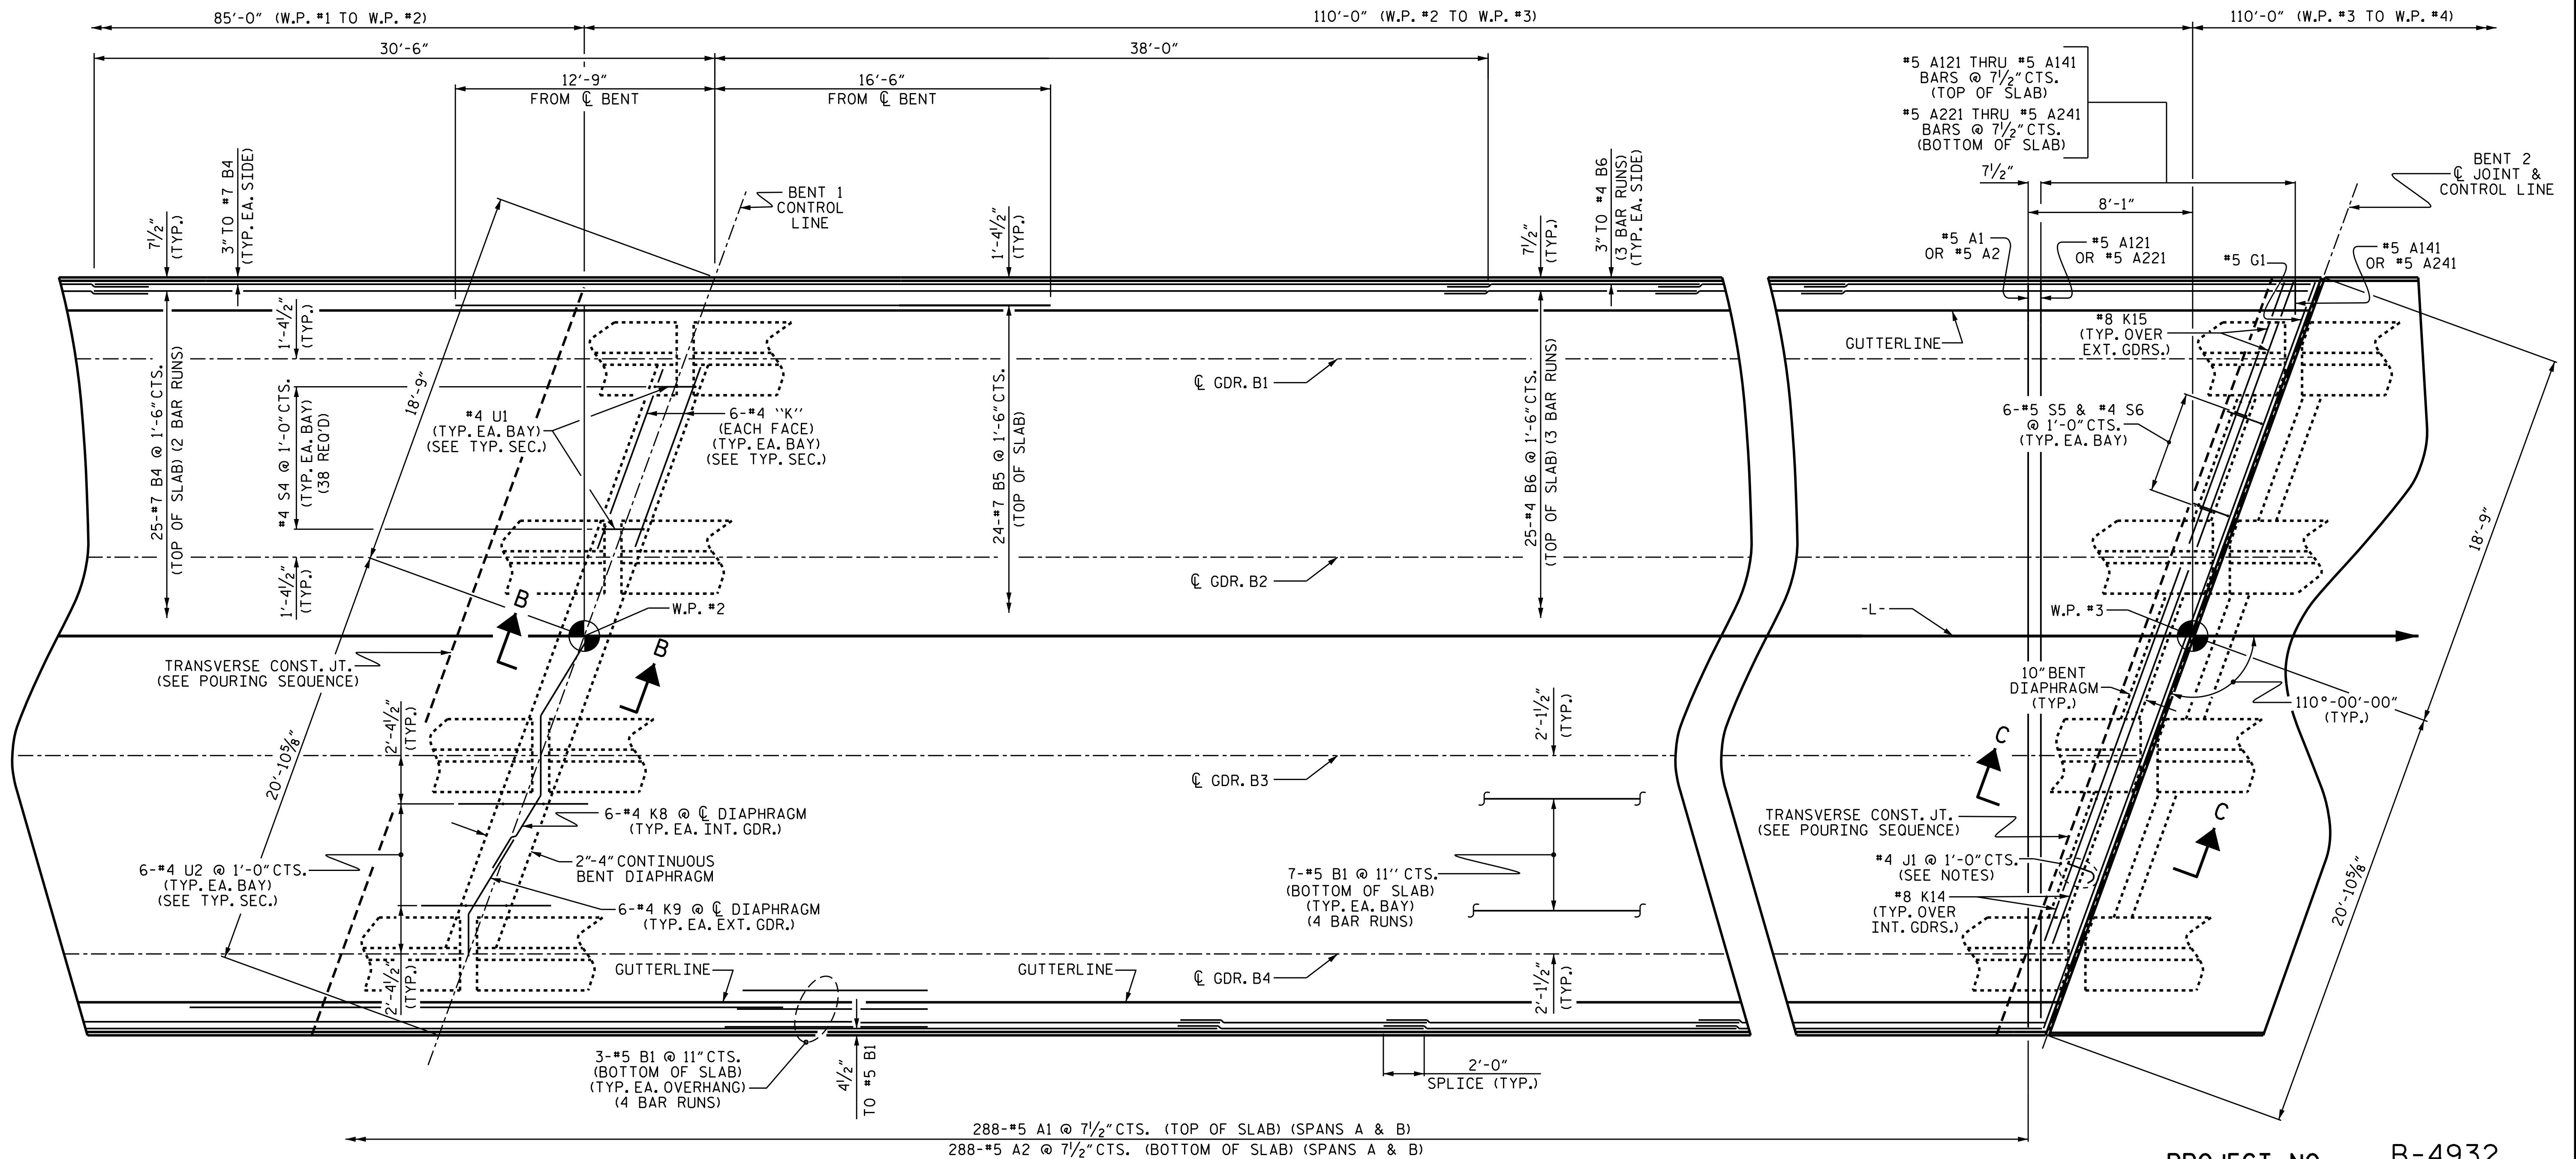 85'-0" (W.P. #1 TO W.P. #2)
110'-0" (W.P. #2 TO W.P. #3)
110'-0" (W.P. #3 TO W.P. #4)
30'-6"
38'-0"
12'-9"
FROM ℄ BENT
16'-6"
FROM ℄ BENT
#5 A121 THRU #5 A141
BARS @ 7½" CTS.
(TOP OF SLAB)
#5 A221 THRU #5 A241
BARS @ 7½" CTS.
(BOTTOM OF SLAB)
7½"
8'-1"
BENT 2
℄ JOINT &
CONTROL LINE
7½"
(TYP.)
3" TO #7 B4
(TYP. EA. SIDE)
BENT 1
CONTROL
LINE
1'-4½"
(TYP.)
7½"
(TYP.)
3" TO #4 B6
(3 BAR RUNS)
(TYP. EA. SIDE)
#5 A1
OR #5 A2
#5 A121
OR #5 A221
#5 G1
#5 A141
OR #5 A241
1'-4½"
(TYP.)
25-#7 B4 @ 1'-6" CTS.
(TOP OF SLAB) (2 BAR RUNS)
#4 S4 @ 1'-0" CTS.
(TYP. EA. BAY)
(38 REQ'D)
1'-4½"
(TYP.)
18'-9"
#4 U1
(TYP. EA. BAY)
(SEE TYP. SEC.)
6-#4 "K"
(EACH FACE)
(TYP. EA. BAY)
(SEE TYP. SEC.)
24-#7 B5 @ 1'-6" CTS.
(TOP OF SLAB)
℄ GDR. B1
25-#4 B6 @ 1'-6" CTS.
(TOP OF SLAB) (3 BAR RUNS)
GUTTERLINE
#8 K15
(TYP. OVER
EXT. GDRS.)
6-#5 S5 & #4 S6
@ 1'-0" CTS.
(TYP. EA. BAY)
18'-9"
℄ GDR. B2
B
W.P. #2
B
-L-
W.P. #3
TRANSVERSE CONST. JT.
(SEE POURING SEQUENCE)
10" BENT
DIAPHRAGM
(TYP.)
110°-00'-00"
(TYP.)
2'-4½"
(TYP.)
2'-1½"
(TYP.)
20'-10⅝"
℄ GDR. B3
C
C
6-#4 K8 @ ℄ DIAPHRAGM
(TYP. EA. INT. GDR.)
2"-4" CONTINUOUS
BENT DIAPHRAGM
6-#4 U2 @ 1'-0" CTS.
(TYP. EA. BAY)
(SEE TYP. SEC.)
6-#4 K9 @ ℄ DIAPHRAGM
(TYP. EA. EXT. GDR.)
7-#5 B1 @ 11" CTS.
(BOTTOM OF SLAB)
(TYP. EA. BAY)
(4 BAR RUNS)
TRANSVERSE CONST. JT.
(SEE POURING SEQUENCE)
#4 J1 @ 1'-0" CTS.
(SEE NOTES)
#8 K14
(TYP. OVER
INT. GDRS.)
20'-10⅝"
2'-4½"
(TYP.)
GUTTERLINE
GUTTERLINE
℄ GDR. B4
2'-1½"
(TYP.)
3-#5 B1 @ 11" CTS.
(BOTTOM OF SLAB)
(TYP. EA. OVERHANG)
(4 BAR RUNS)
4½"
TO #5 B1
2'-0"
SPLICE (TYP.)
288-#5 A1 @ 7½" CTS. (TOP OF SLAB) (SPANS A & B)
288-#5 A2 @ 7½" CTS. (BOTTOM OF SLAB) (SPANS A & B)
PROJECT NO. B-4932